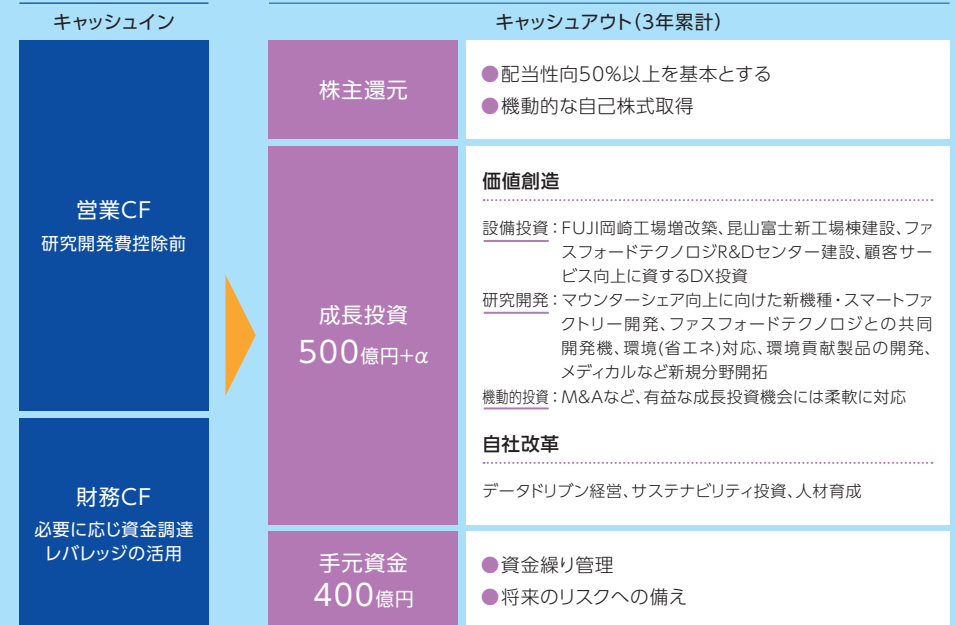 キャッシュイン
営業CF
研究開発費控除前
財務CF
必要に応じ資金調達
レバレッジの活用
キャッシュアウト(3年累計)
株主還元
●配当性向50%以上を基本とする
●機動的な自己株式取得
成長投資
500億円+α
価値創造
設備投資：FUJI岡崎工場増改築、昆山富士新工場棟建設、ファ
スフォードテクノロジR&Dセンター建設、顧客サー
ビス向上に資するDX投資
研究開発：マウンターシェア向上に向けた新機種・スマートファ
クトリー開発、ファスフォードテクノロジとの共同
開発機、環境(省エネ)対応、環境貢献製品の開発、
メディカルなど新規分野開拓
機動的投資：M&Aなど、有益な成長投資機会には柔軟に対応
自社改革
データドリブン経営、サステナビリティ投資、人材育成
手元資金
400億円
●資金繰り管理
●将来のリスクへの備え